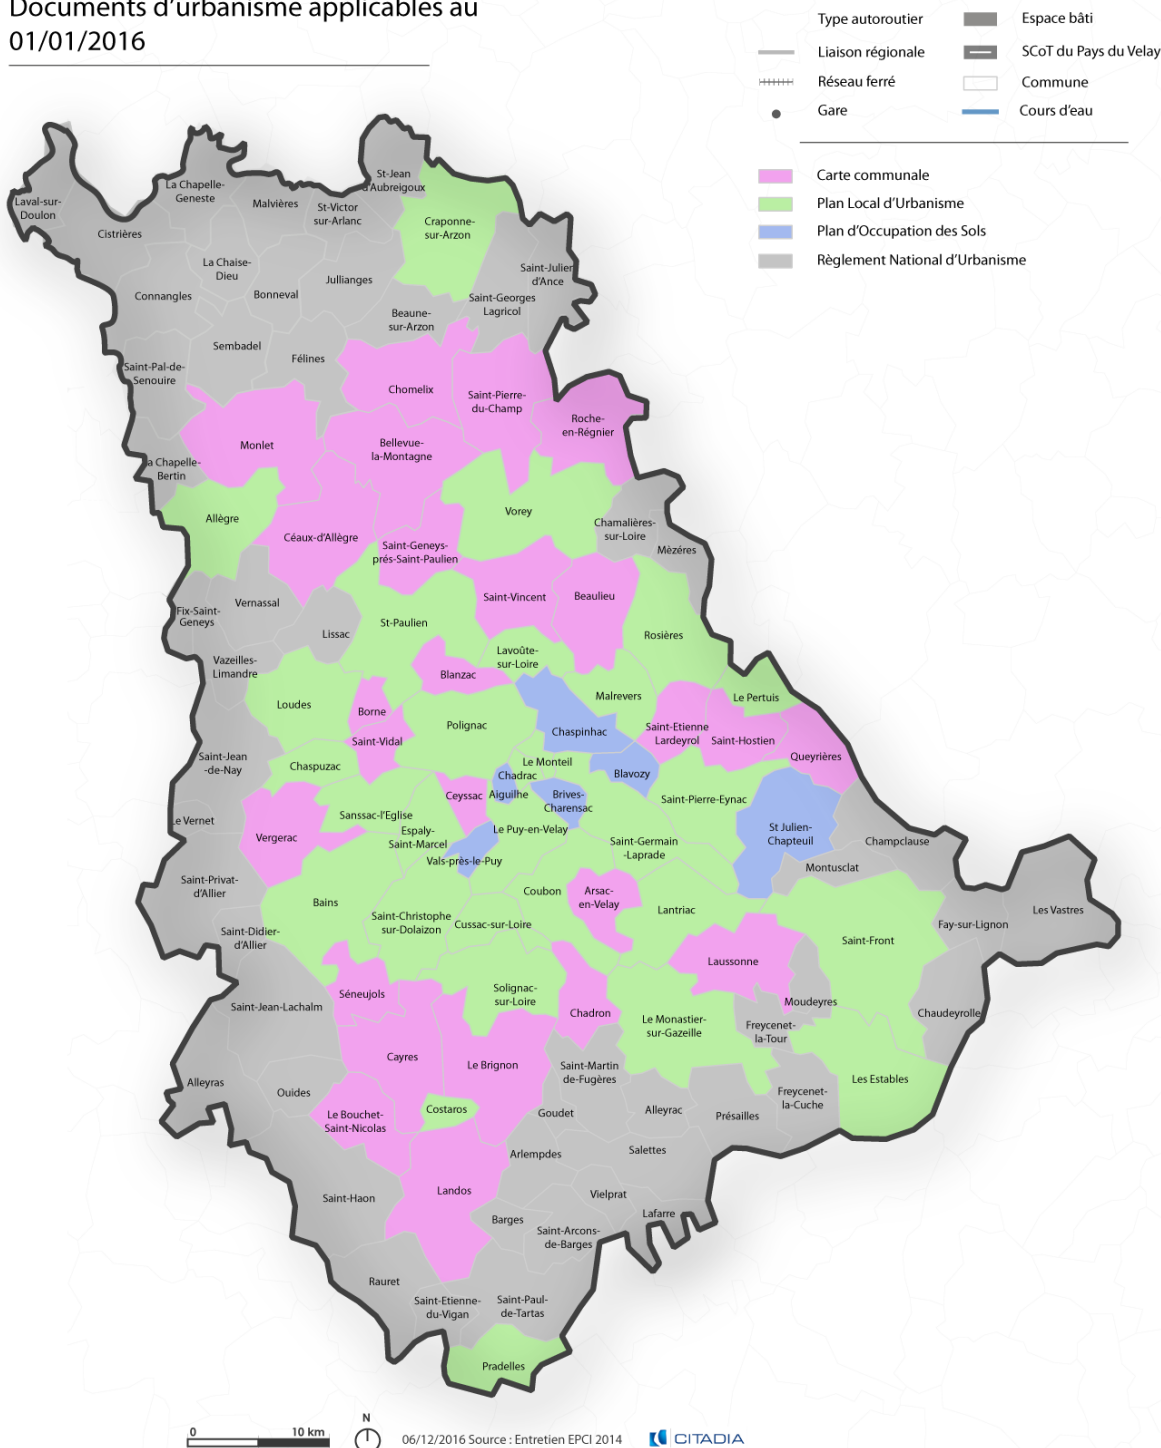 Documents d'urbanisme applicables au
01/01/2016
Type autoroutier
Espace bâti
Liaison régionale
SCoT du Pays du Velay
Réseau ferré
Commune
Gare
Cours d'eau
Carte communale
Plan Local d'Urbanisme
Plan d'Occupation des Sols
Règlement National d'Urbanisme
Laval-sur-
Doulon
Cistrières
La Chapelle-
Geneste
Malvières
St-Victor
sur-Arlanc
St-Jean
d'Aubreigoux
Craponne-
sur-Arzon
La Chaise-
Dieu
Connangles
Bonneval
Jullianges
Saint-Julien
d'Ance
Saint-Georges
Lagricol
Beaune-
sur-Arzon
Sembadel
Félines
Saint-Pal-de-
Senouire
Chomelix
Saint-Pierre-
du-Champ
Roche-
en-Régnier
Monlet
Bellevue-
la-Montagne
La Chapelle-
Bertin
Allègre
Vorey
Chamalières-
sur-Loire
Mèzéres
Céaux-d'Allègre
Saint-Geneys-
prés-Saint-Paulien
Saint-Vincent
Beaulieu
Vernassal
Fix-Saint-
Geneys
Lissac
St-Paulien
Rosières
Vazeilles-
Limandre
Lavoûte-
sur-Loire
Blanzac
Malrevers
Le Pertuis
Loudes
Borne
Polignac
Chaspinhac
Saint-Etienne
Lardeyrol
Saint-Hostien
Queyrières
Saint-Vidal
Saint-Jean
-de-Nay
Chaspuzac
Le Monteil
Chadrac
Blavozy
Ceyssac
Aiguilhe
Brives-
Charensac
Saint-Pierre-Eynac
Le Vernet
Sanssac-l'Eglise
Vergerac
Espaly-
Saint-Marcel
Le Puy-en-Velay
St Julien-
Chapteuil
Champclause
Saint-Germain
-Laprade
Vals-près-le-Puy
Montusclat
Saint-Privat-
d'Allier
Coubon
Arsac-
en-Velay
Bains
Lantriac
Les Vastres
Saint-Christophe
sur-Dolaizon
Cussac-sur-Loire
Fay-sur-Lignon
Saint-Didier-
d'Allier
Saint-Front
Laussonne
Séneujols
Solignac-
sur-Loire
Moudeyres
Saint-Jean-Lachalm
Chadron
Chaudeyrolle
Le Monastier-
sur-Gazeille
Freycenet-
la-Tour
Cayres
Le Brignon
Saint-Martin
de-Fugères
Alleyras
Les Estables
Ouides
Freycenet-
la-Cuche
Costaros
Le Bouchet-
Saint-Nicolas
Goudet
Alleyrac
Présailles
Arlempdes
Salettes
Landos
Saint-Haon
Vielprat
Lafarre
Barges
Saint-Arcons-
de-Barges
Rauret
Saint-Etienne-
du-Vigan
Saint-Paul-
de-Tartas
Pradelles
0
10 km
N
06/12/2016 Source : Entretien EPCI 2014
CITADIA